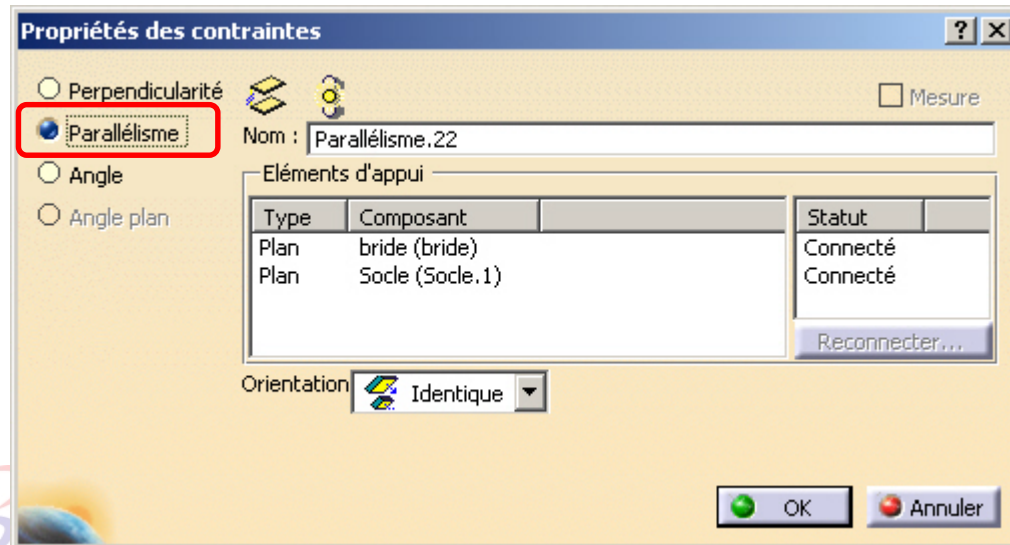 Propriétés des contraintes
Perpendicularité
Mesure
Parallélisme
Nom : Parallélisme.22
Angle
Eléments d'appui
Angle plan
Type Composant Statut
Plan bride (bride) Connecté
Plan Socle (Socle.1) Connecté
Reconnecter...
Orientation Identique
OK Annuler